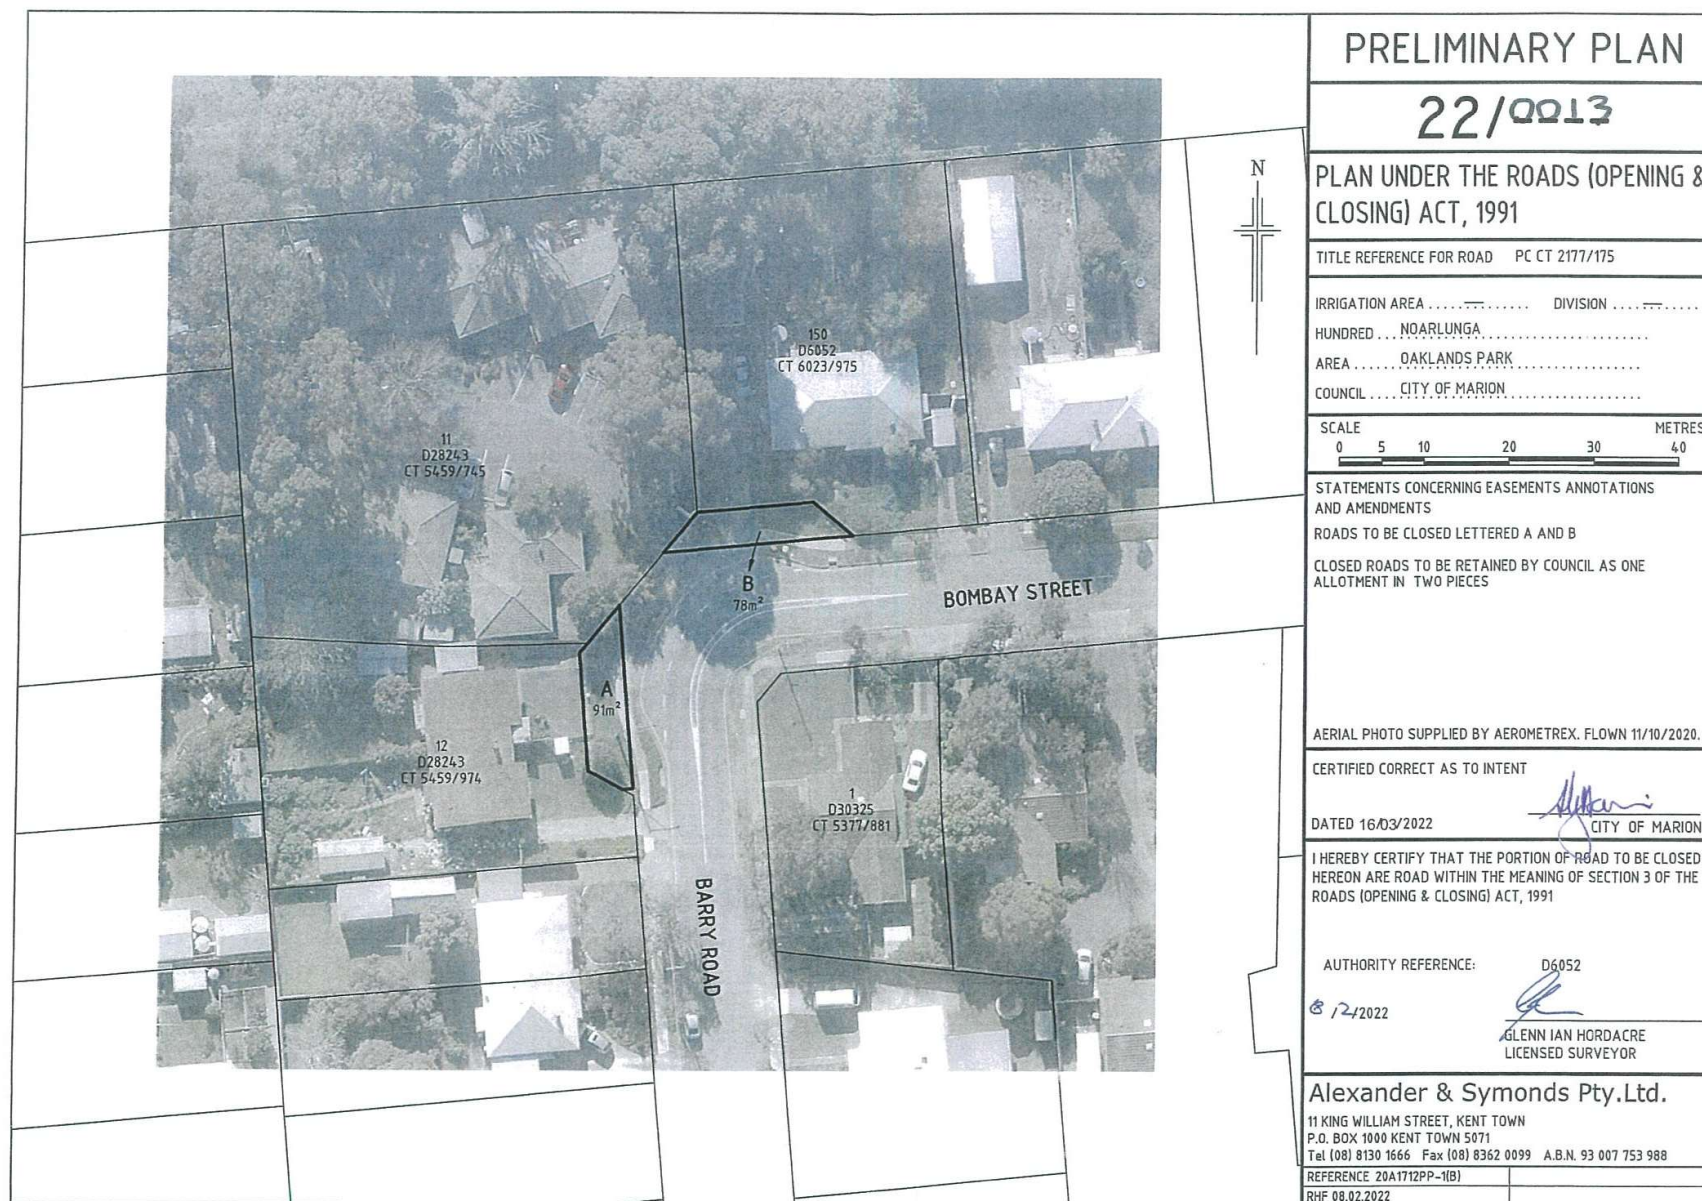 PRELIMINARY PLAN
22/0013
PLAN UNDER THE ROADS (OPENING &
CLOSING) ACT, 1991
TITLE REFERENCE FOR ROAD PC CT 2177/175
IRRIGATION AREA ..... — ..... DIVISION ..... — .....
HUNDRED ... NOARLUNGA
AREA .... OAKLANDS PARK
COUNCIL .... CITY OF MARION
SCALE METRES
0 5 10 20 30 40
STATEMENTS CONCERNING EASEMENTS ANNOTATIONS
AND AMENDMENTS
ROADS TO BE CLOSED LETTERED A AND B
CLOSED ROADS TO BE RETAINED BY COUNCIL AS ONE
ALLOTMENT IN TWO PIECES
AERIAL PHOTO SUPPLIED BY AEROMETREX. FLOWN 11/10/2020.
CERTIFIED CORRECT AS TO INTENT
DATED 16/03/2022
CITY OF MARION
I HEREBY CERTIFY THAT THE PORTION OF ROAD TO BE CLOSED
HEREON ARE ROAD WITHIN THE MEANING OF SECTION 3 OF THE
ROADS (OPENING & CLOSING) ACT, 1991
AUTHORITY REFERENCE: D6052
8/2/2022
GLENN IAN HORDACRE
LICENSED SURVEYOR
Alexander & Symonds Pty.Ltd.
11 KING WILLIAM STREET, KENT TOWN
P.O. BOX 1000 KENT TOWN 5071
Tel (08) 8130 1666 Fax (08) 8362 0099 A.B.N. 93 007 753 988
REFERENCE 20A1712PP-1(B)
RHF 08.02.2022
N
150
D6052
CT 6023/975
11
D28243
CT 5459/745
B
78m²
BOMBAY STREET
A
91m²
12
D28243
CT 5459/974
1
D30325
CT 5377/881
BARRY ROAD